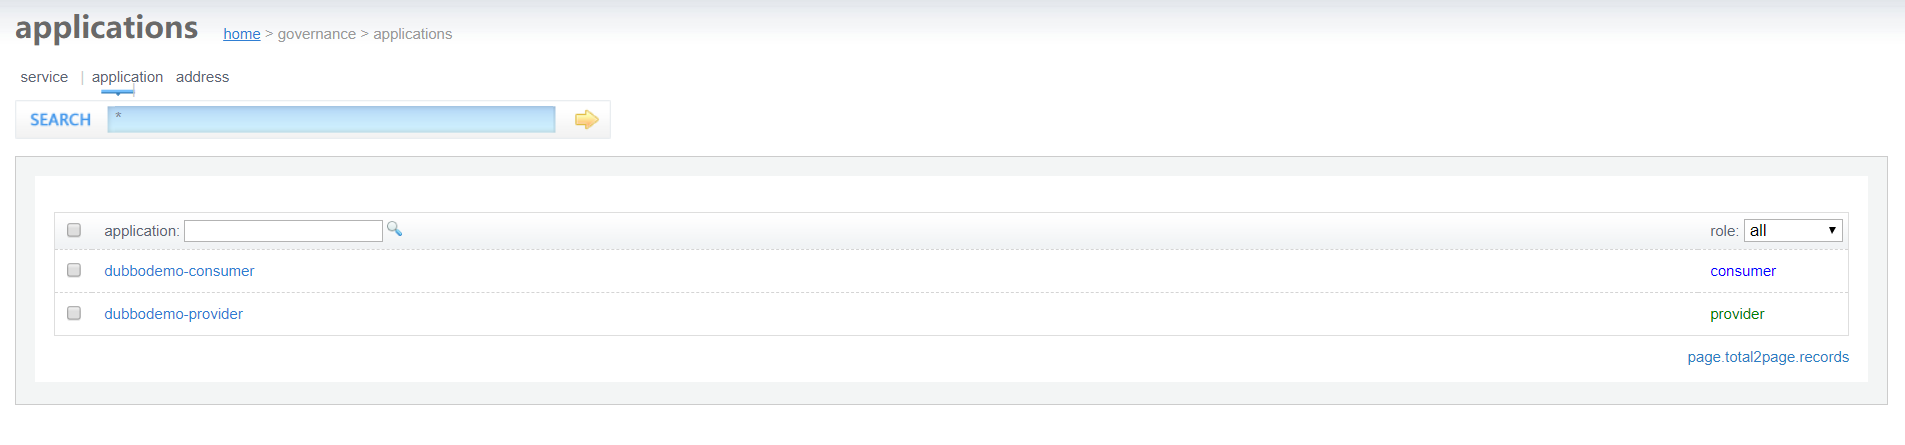 applications home > governance > applications
service | application address
SEARCH *
application: role: all
dubbodemo-consumer consumer
dubbodemo-provider provider
page.total2page.records